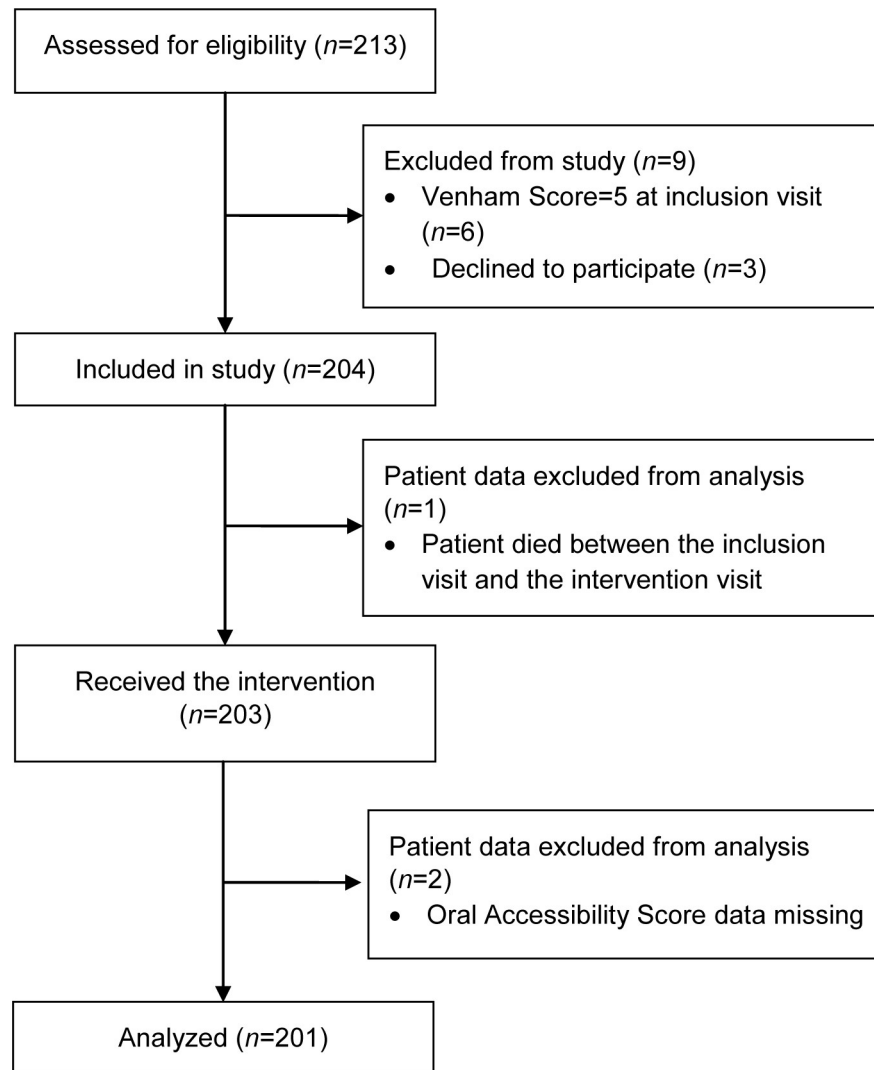 Assessed for eligibility (n=213)
Excluded from study (n=9)
• Venham Score=5 at inclusion visit
(n=6)
• Declined to participate (n=3)
Included in study (n=204)
Patient data excluded from analysis
(n=1)
• Patient died between the inclusion
visit and the intervention visit
Received the intervention
(n=203)
Patient data excluded from analysis
(n=2)
• Oral Accessibility Score data missing
Analyzed (n=201)